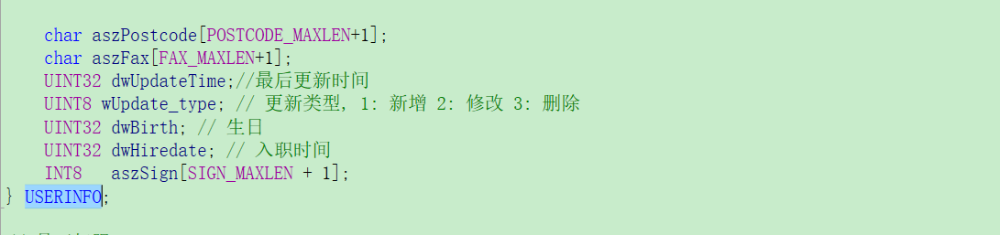 char aszPostcode[POSTCODE_MAXLEN+1];
char aszFax[FAX_MAXLEN+1];
UINT32 dwUpdateTime;//最后更新时间
UINT8 wUpdate_type; // 更新类型, 1: 新增 2: 修改 3: 删除
UINT32 dwBirth; // 生日
UINT32 dwHiredate; // 入职时间
INT8   aszSign[SIGN_MAXLEN + 1];
} USERINFO;